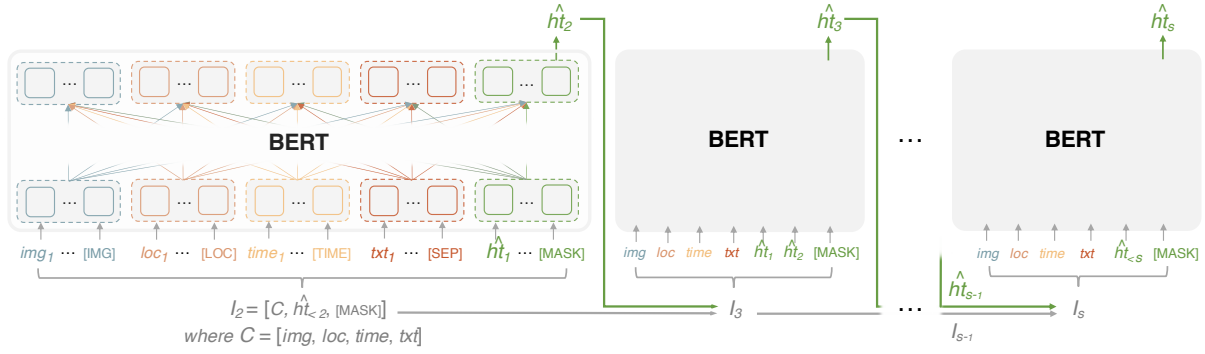 ĥt₂
ĥt₃
ĥtₛ
... ... ... ... ...
BERT
BERT
...
BERT
... ... ... ... ...
img₁ ... [IMG] loc₁ ... [LOC] time₁ ... [TIME] txt₁ ... [SEP] ĥt₁ ... [MASK]
img loc time txt ĥt₁ ĥt₂ [MASK]
img loc time txt ĥt<s [MASK]
ĥtₛ₋₁
I₂ = [C, ĥt<₂, [MASK]]
I₃
...
Iₛ
Iₛ₋₁
where C = [img, loc, time, txt]